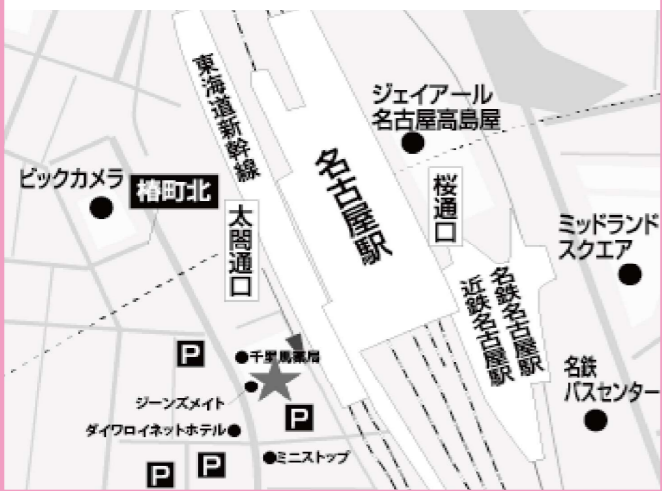 東海道新幹線
ジェイアール
名古屋高島屋
ビックカメラ
椿町北
太閤通口
名古屋駅
桜通口
ミッドランド
スクエア
名鉄名古屋駅
近鉄名古屋駅
名鉄
バスセンター
P
千里馬薬局
ジーンズメイト
P
ダイワロイネットホテル
ミニストップ
P
P